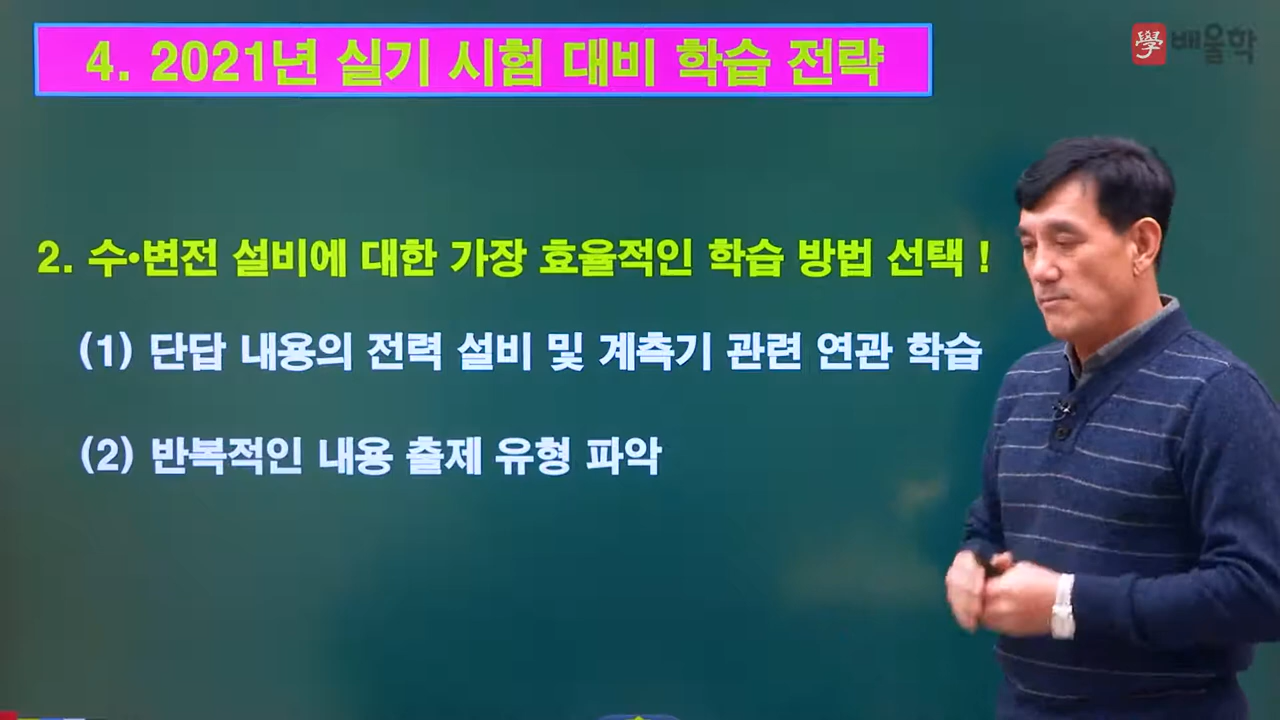 4. 2021년 실기 시험 대비 학습 전략
學 배울학
2. 수·변전 설비에 대한 가장 효율적인 학습 방법 선택 !
(1) 단답 내용의 전력 설비 및 계측기 관련 연관 학습
(2) 반복적인 내용 출제 유형 파악